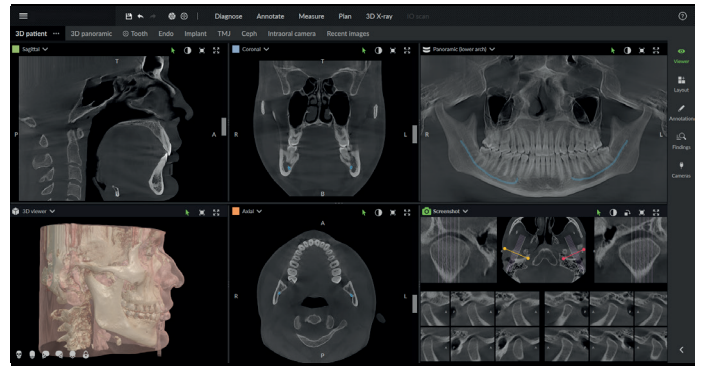 Diagnose Annotate Measure Plan 3D X-ray IO scan
3D patient ••• 3D panoramic Tooth Endo Implant TMJ Ceph Intraoral camera Recent images
Sagittal
T
P
A
Coronal
T
R
L
B
Panoramic (lower arch)
R
L
3D viewer
Axial
A
R
L
P
Screenshot
Viewer
Layout
Annotations
Findings
Cameras